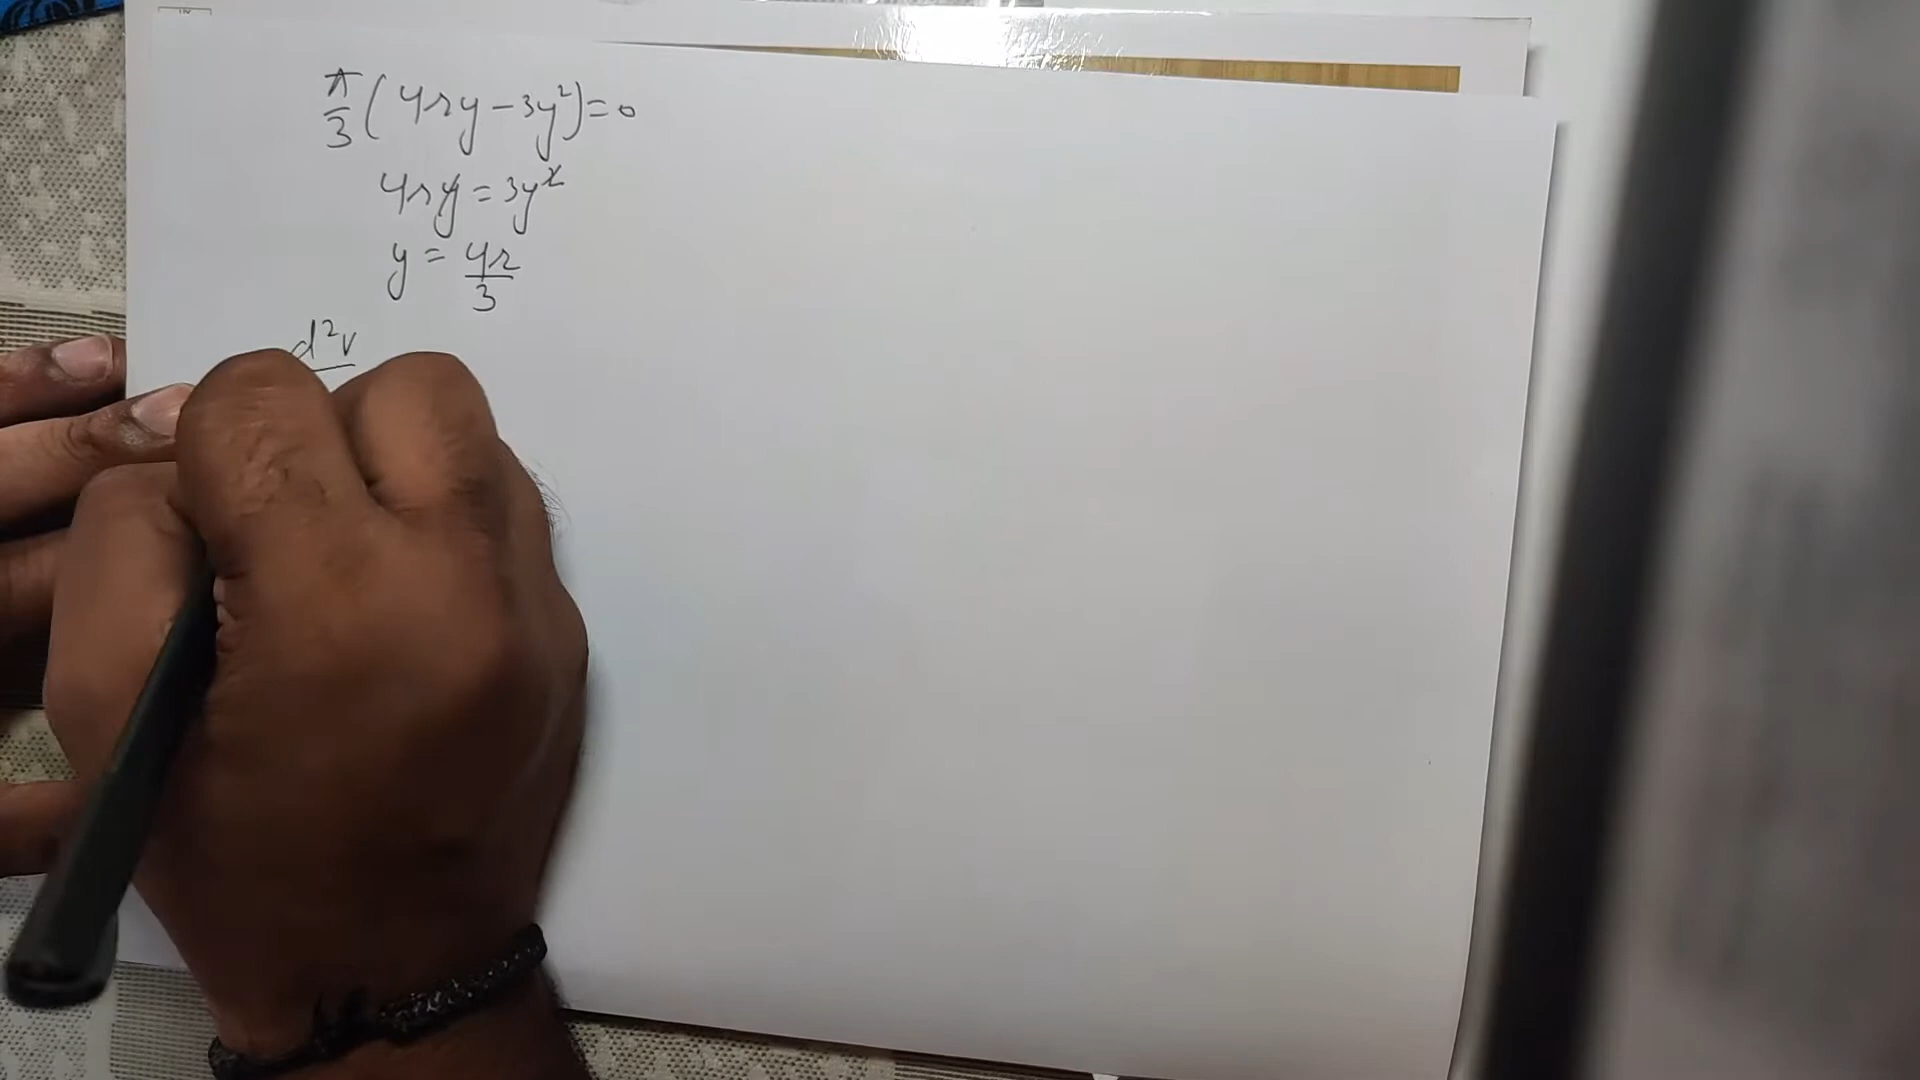 π/3 (4ry − 3y²) = 0
4ry = 3y²
y = 4r/3
d²v